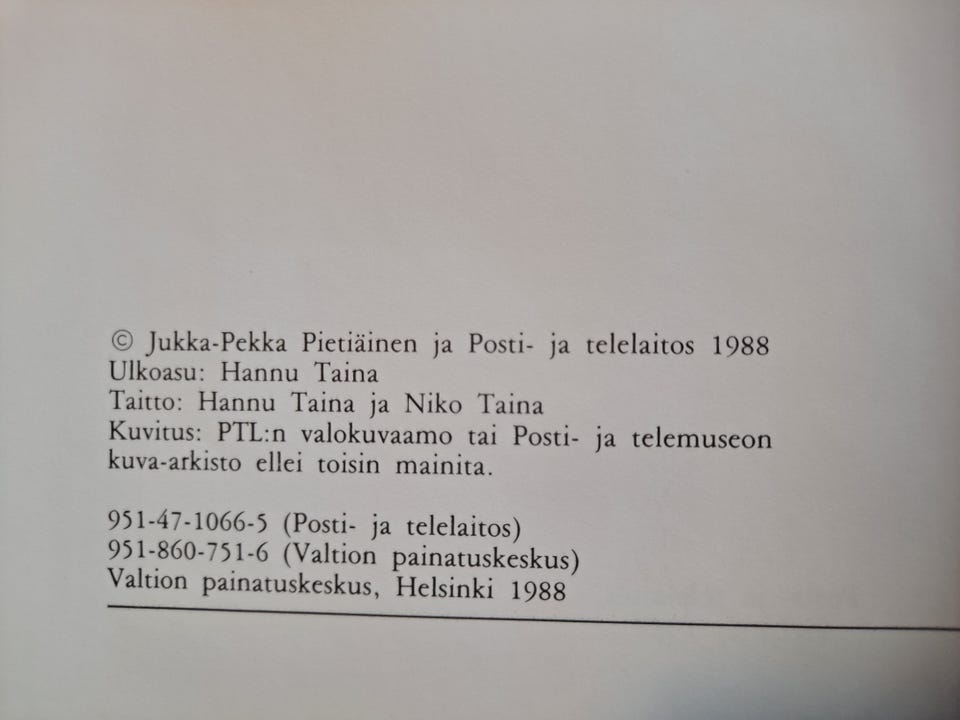 © Jukka-Pekka Pietiäinen ja Posti- ja telelaitos 1988
Ulkoasu: Hannu Taina
Taitto: Hannu Taina ja Niko Taina
Kuvitus: PTL:n valokuvaamo tai Posti- ja telemuseon
kuva-arkisto ellei toisin mainita.
951-47-1066-5 (Posti- ja telelaitos)
951-860-751-6 (Valtion painatuskeskus)
Valtion painatuskeskus, Helsinki 1988